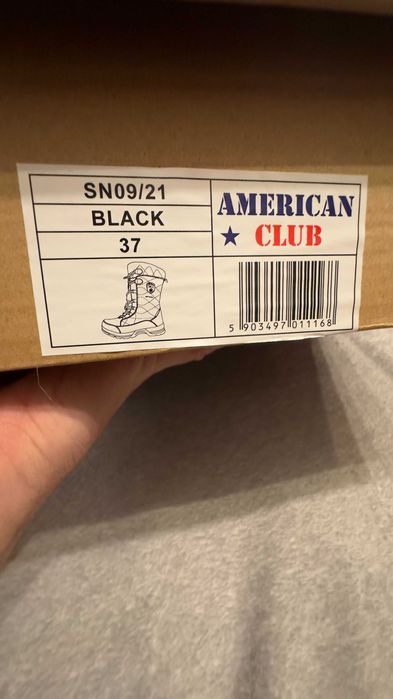 SN09/21
BLACK
37
AMERICAN
★ CLUB
5 903497 011168